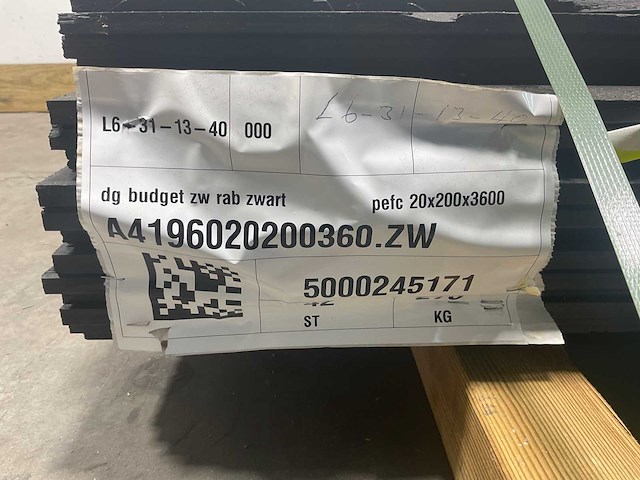 L6-31-13-40 000 L6-31-13-40
dg budget zw rab zwart pefc 20x200x3600
A4196020200360.ZW
5000245171
ST KG